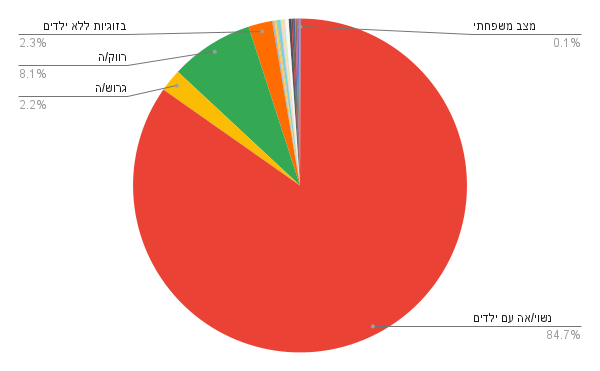 בזוגיות ללא ילדים
2.3%
רווק/ה
8.1%
גרוש/ה
2.2%
מצב משפחתי
0.1%
נשוי/אה עם ילדים
84.7%